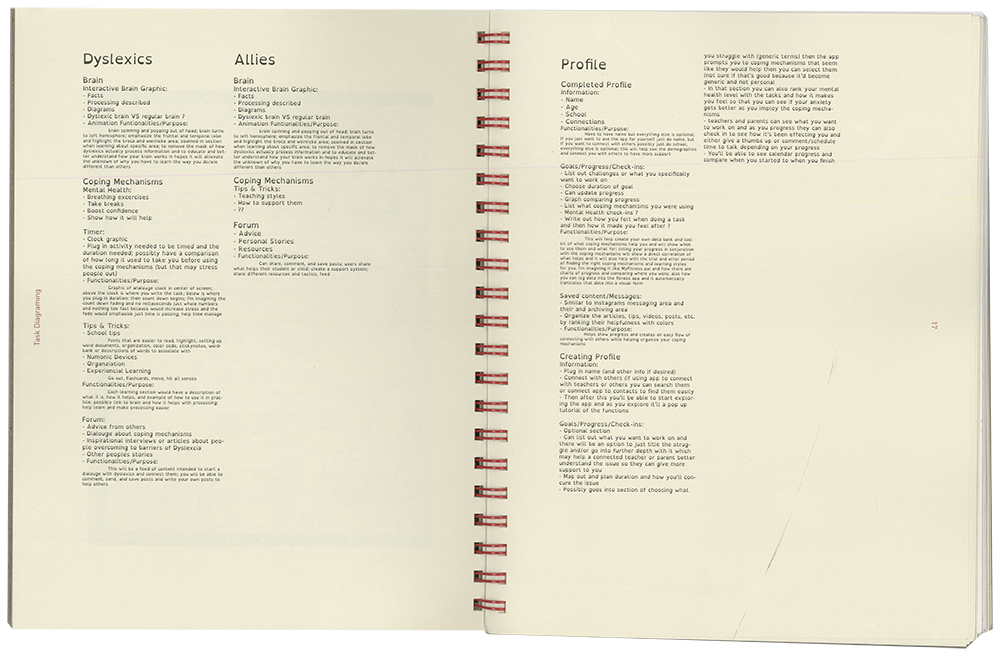 Task Diagraming
Dyslexics
Brain
Interactive Brain Graphic:
- Facts
- Processing described
- Diagrams
- Dyslexic brain VS regular brain ?
- Animation Funtionalities/Purpose:
brain spinning and popping out of head; brain turns
to left hemisphere; emphasize the frontal and temporal lobe
and highlight the broca and wernicke area; zoomed in section
when learning about specific area; to remove the mask of how
dyslexics actually process information and to educate and bet-
ter understand how your brain works in hopes it will alleviate
the unknown of why you have to learn the way you do/are
different than others
Coping Mechanisms
Mental Health:
- Breathing excercises
- Take breaks
- Boost confidence
- Show how it will help
Timer:
- Clock graphic
- Plug in activity needed to be timed and the
duration needed; possibly have a comparison
of how long it used to take you before using
the coping mechanisms (but that may stress
people out)
- Functionalities/Purpose:
Graphic of analouge clock in center of screen;
above the clock is where you write the task; below is where
you plug in duration; then count down begins; I'm imagining the
count down fading and no milliseconds just whole numbers
and nothing too fast because would increase stress and the
fade would emphasize just time is passing; help time manage
Tips & Tricks:
- School tips
Fonts that are easier to read, highlight, setting up
word documents, organization, color code, stickynotes, word-
bank or descriptions of words to associate with
- Numonic Devices
- Organziation
- Experiencial Learning
Go out, flashcards, move, hit all senses
Functionalities/Purpose:
Each learning section would have a description of
what it is, how it helps, and example of how to use it in prac-
tice; possibly link to brain and how it helps with processing;
help learn and make processing easier
Forum:
- Advice from others
- Dialouge about coping mechanisms
- Inspirational interviews or articles about peo-
ple overcoming to barriers of Dyslexcia
- Other peoples stories
- Functionalities/Purpose:
This will be a feed of content intended to start a
dialouge with dyslexics and connect them; you will be able to
comment, send, and save posts and write your own posts to
help others
Allies
Brain
Interactive Brain Graphic:
- Facts
- Processing described
- Diagrams
- Dyslexic brain VS regular brain
- Animation Funtionalities/Purpose:
brain spinning and popping out of head; brain turns
to left hemisphere; emphasize the frontal and temporal lobe
and highlight the broca and wernicke area; zoomed in section
when learning about specific area; to remove the mask of how
dyslexics actually process information and to educate and bet-
ter understand how your brain works in hopes it will alleviate
the unknown of why you have to learn the way you do/are
different than others
Coping Mechanisms
Tips & Tricks:
- Teaching styles
- How to support them
- ??
Forum
- Advice
- Personal Stories
- Resources
- Functionalities/Purpose:
Can share, comment, and save posts; users share
what helps their student or child; create a support system;
share different resources and tactics; feed
Profile
Completed Profile
Information:
- Name
- Age
- School
- Connections
Functionalities/Purpose:
Have to have name but everything else is optional;
if you just want to use the app for yourself just do name, but
if you want to connect with others possibly just do school,
everything else is optional; this will help see the demographics
and connect you with others to have more support
Goals/Progress/Check-ins:
- List out challenges or what you specifically
want to work on
- Choose duration of goal
- Can update progress
- Graph comparing progress
- List what coping mechanisms you were using
- Mental Health check-ins ?
- Write out how you felt when doing a task
and then how it made you feel after ?
Functionalities/Purpose:
This will help create your own data bank and tool
kit of what coping mechanisms help you and will show when
to use them and what for; listing your progress in conjunction
with the coping mechanisms will show a direct correlation of
what helps and it will also help with the trial and error period
of finding the right coping mechanisms and learning styles
for you. I'm imagining it like MyFitness pal and how there are
charts of progress and comparing where you were; also how
you can log data into the fitness app and it automatically
translates that data into a visual form
Saved content/Messages:
- Similar to instagrams messaging area and
their and archiving area
- Organize the articles, tips, videos, posts, etc.
by ranking their helpfulness with colors
- Functionalities/Purpose:
Helps show progress and creates an easy flow of
connecting with others while helping organize your coping
mechanisms
Creating Profile
Information:
- Plug in name (and other info if desired)
- Connect with others (if using app to connect
with teachers or others you can search them
or connect app to contacts to find them easily
- Then after this you'll be able to start explor-
ing the app and as you explore it'll a pop up
tutorial of the functions
Goals/Progress/Check-ins:
- Optional section
- Can list out what you want to work on and
there will be an option to just title the strug-
gle and/or go into further depth with it which
may help a connected teacher or parent better
understand the issue so they can give more
support to you
- Map out and plan duration and how you'll con-
cure the issue
- Possibly goes into section of choosing what
you struggle with (generic terms) then the app
prompts you to coping mechanisms that seem
like they would help then you can select them
(not sure if that's good because it'd become
generic and not personal
- In that section you can also rank your mental
health level with the tasks and how it makes
you feel so that you can see if your anxiety
gets better as you imploy the coping mecha-
nisms
- teachers and parents can see what you want
to work on and as you progress they can also
check in to see how it's been effecting you and
either give a thumbs up or comment/schedule
time to talk depending on your progress
- You'll be able to see calendar progress and
compare when you started to when you finish
17